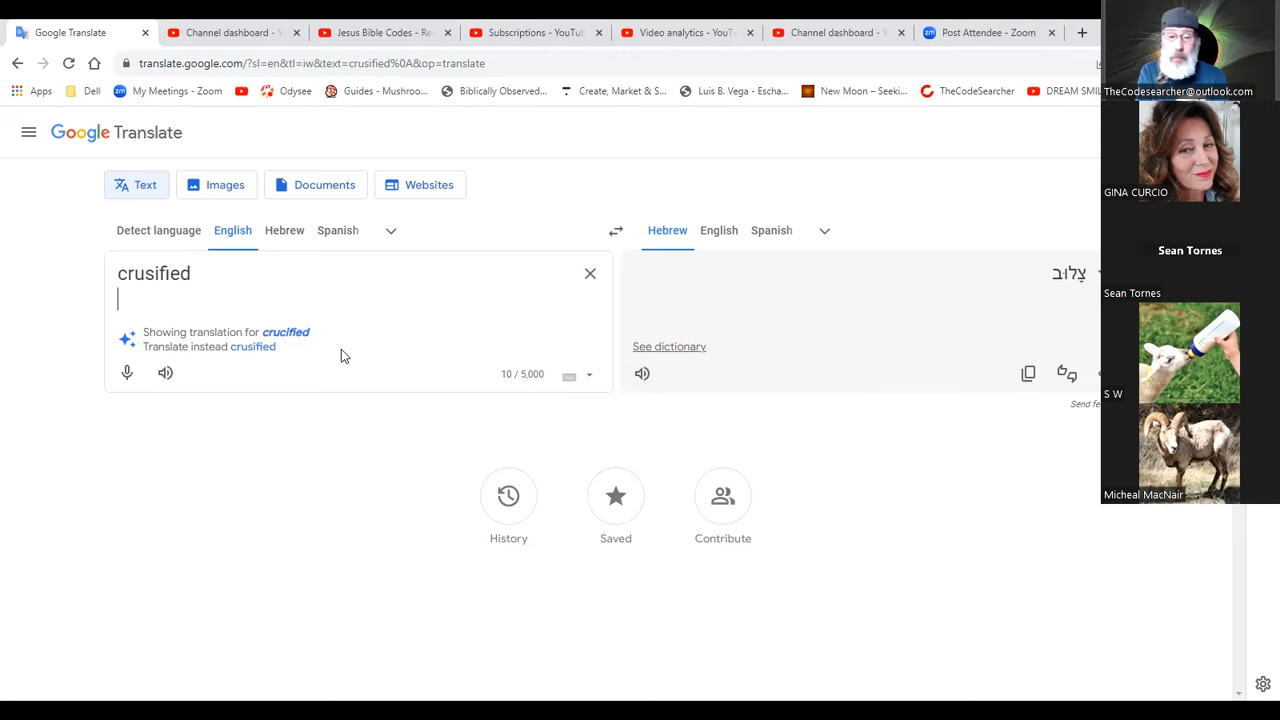 Google Translate
Channel dashboard - Y
Jesus Bible Codes - Re
Subscriptions - YouTu
Video analytics - YouT
Channel dashboard - Y
Post Attendee - Zoom
translate.google.com/?sl=en&tl=iw&text=crusified%0A&op=translate
TheCodesearcher@outlook.com
Apps
Dell
My Meetings - Zoom
Odysee
Guides - Mushroo...
Biblically Observed...
Create, Market & S...
Luis B. Vega - Escha...
New Moon – Seeki...
TheCodeSearcher
DREAM SMIL
Google Translate
Text
Images
Documents
Websites
GINA CURCIO
Detect language
English
Hebrew
Spanish
Hebrew
English
Spanish
Sean Tornes
crusified
צָלוּב
Sean Tornes
Showing translation for crucified
Translate instead crusified
See dictionary
10 / 5,000
S W
Send fe
Micheal MacNair
History
Saved
Contribute